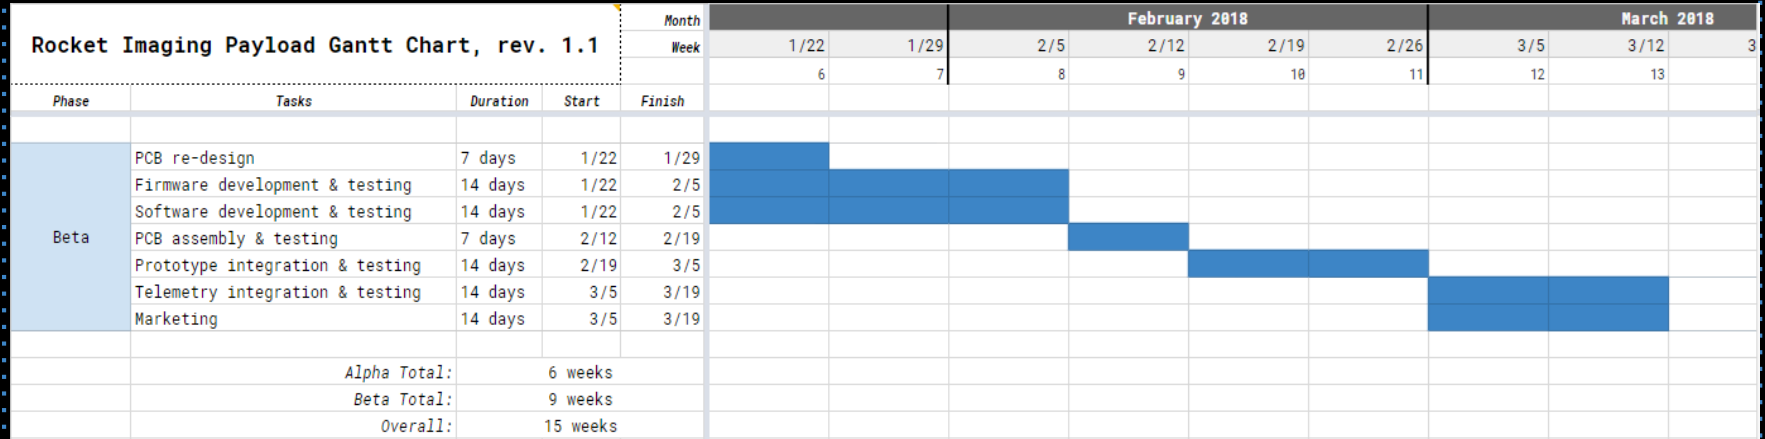 Rocket Imaging Payload Gantt Chart, rev. 1.1
Month February 2018 March 2018
Week 1/22 1/29 2/5 2/12 2/19 2/26 3/5 3/12 3
6 7 8 9 10 11 12 13
Phase Tasks Duration Start Finish
Beta
PCB re-design 7 days 1/22 1/29
Firmware development & testing 14 days 1/22 2/5
Software development & testing 14 days 1/22 2/5
PCB assembly & testing 7 days 2/12 2/19
Prototype integration & testing 14 days 2/19 3/5
Telemetry integration & testing 14 days 3/5 3/19
Marketing 14 days 3/5 3/19
Alpha Total: 6 weeks
Beta Total: 9 weeks
Overall: 15 weeks